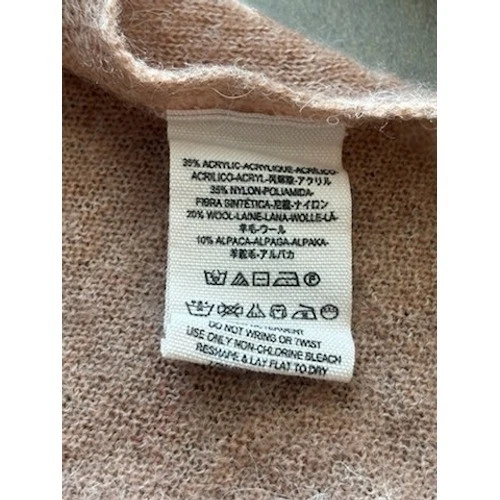 35% ACRYLIC-ACRYLIQUE-ACRILICO-
ACRÍLICO-ACRYL-丙烯酸-アクリル
35% NYLON-POLIAMIDA-
FIBRA SINTÉTICA-尼龍-ナイロン
20% WOOL-LAINE-LANA-WOLLE-LÃ-
羊毛-ウール
10% ALPACA-ALPAGA-ALPAKA-
羊駝毛-アルパカ
DO NOT WRING OR TWIST
USE ONLY NON-CHLORINE BLEACH
RESHAPE & LAY FLAT TO DRY